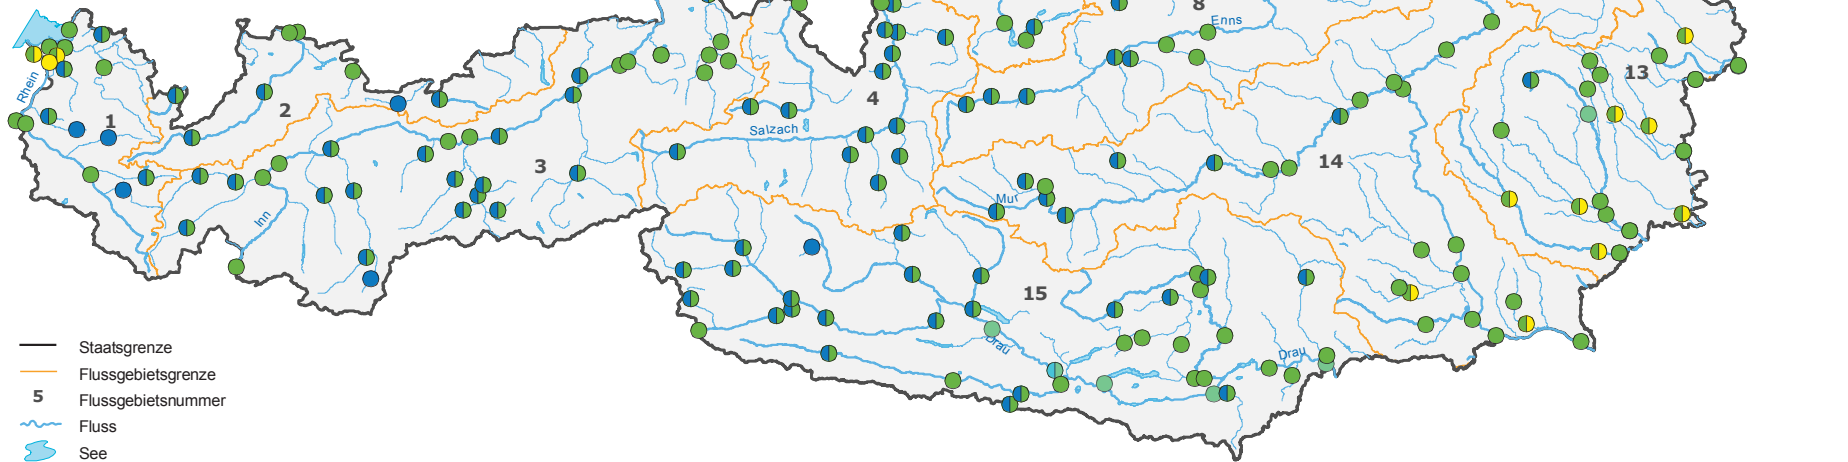 8
Enns
13
Rhein
1
2
4
Salzach
3
14
Mur
Inn
15
Drau
Drau
Staatsgrenze
Flussgebietsgrenze
5 Flussgebietsnummer
Fluss
See